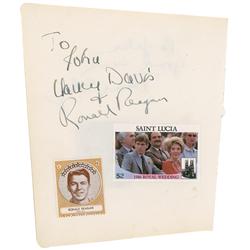 To
John
Nancy Davis
&
Ronald Reagan
SAINT LUCIA
$2
1986 ROYAL WEDDING
RONALD REAGAN